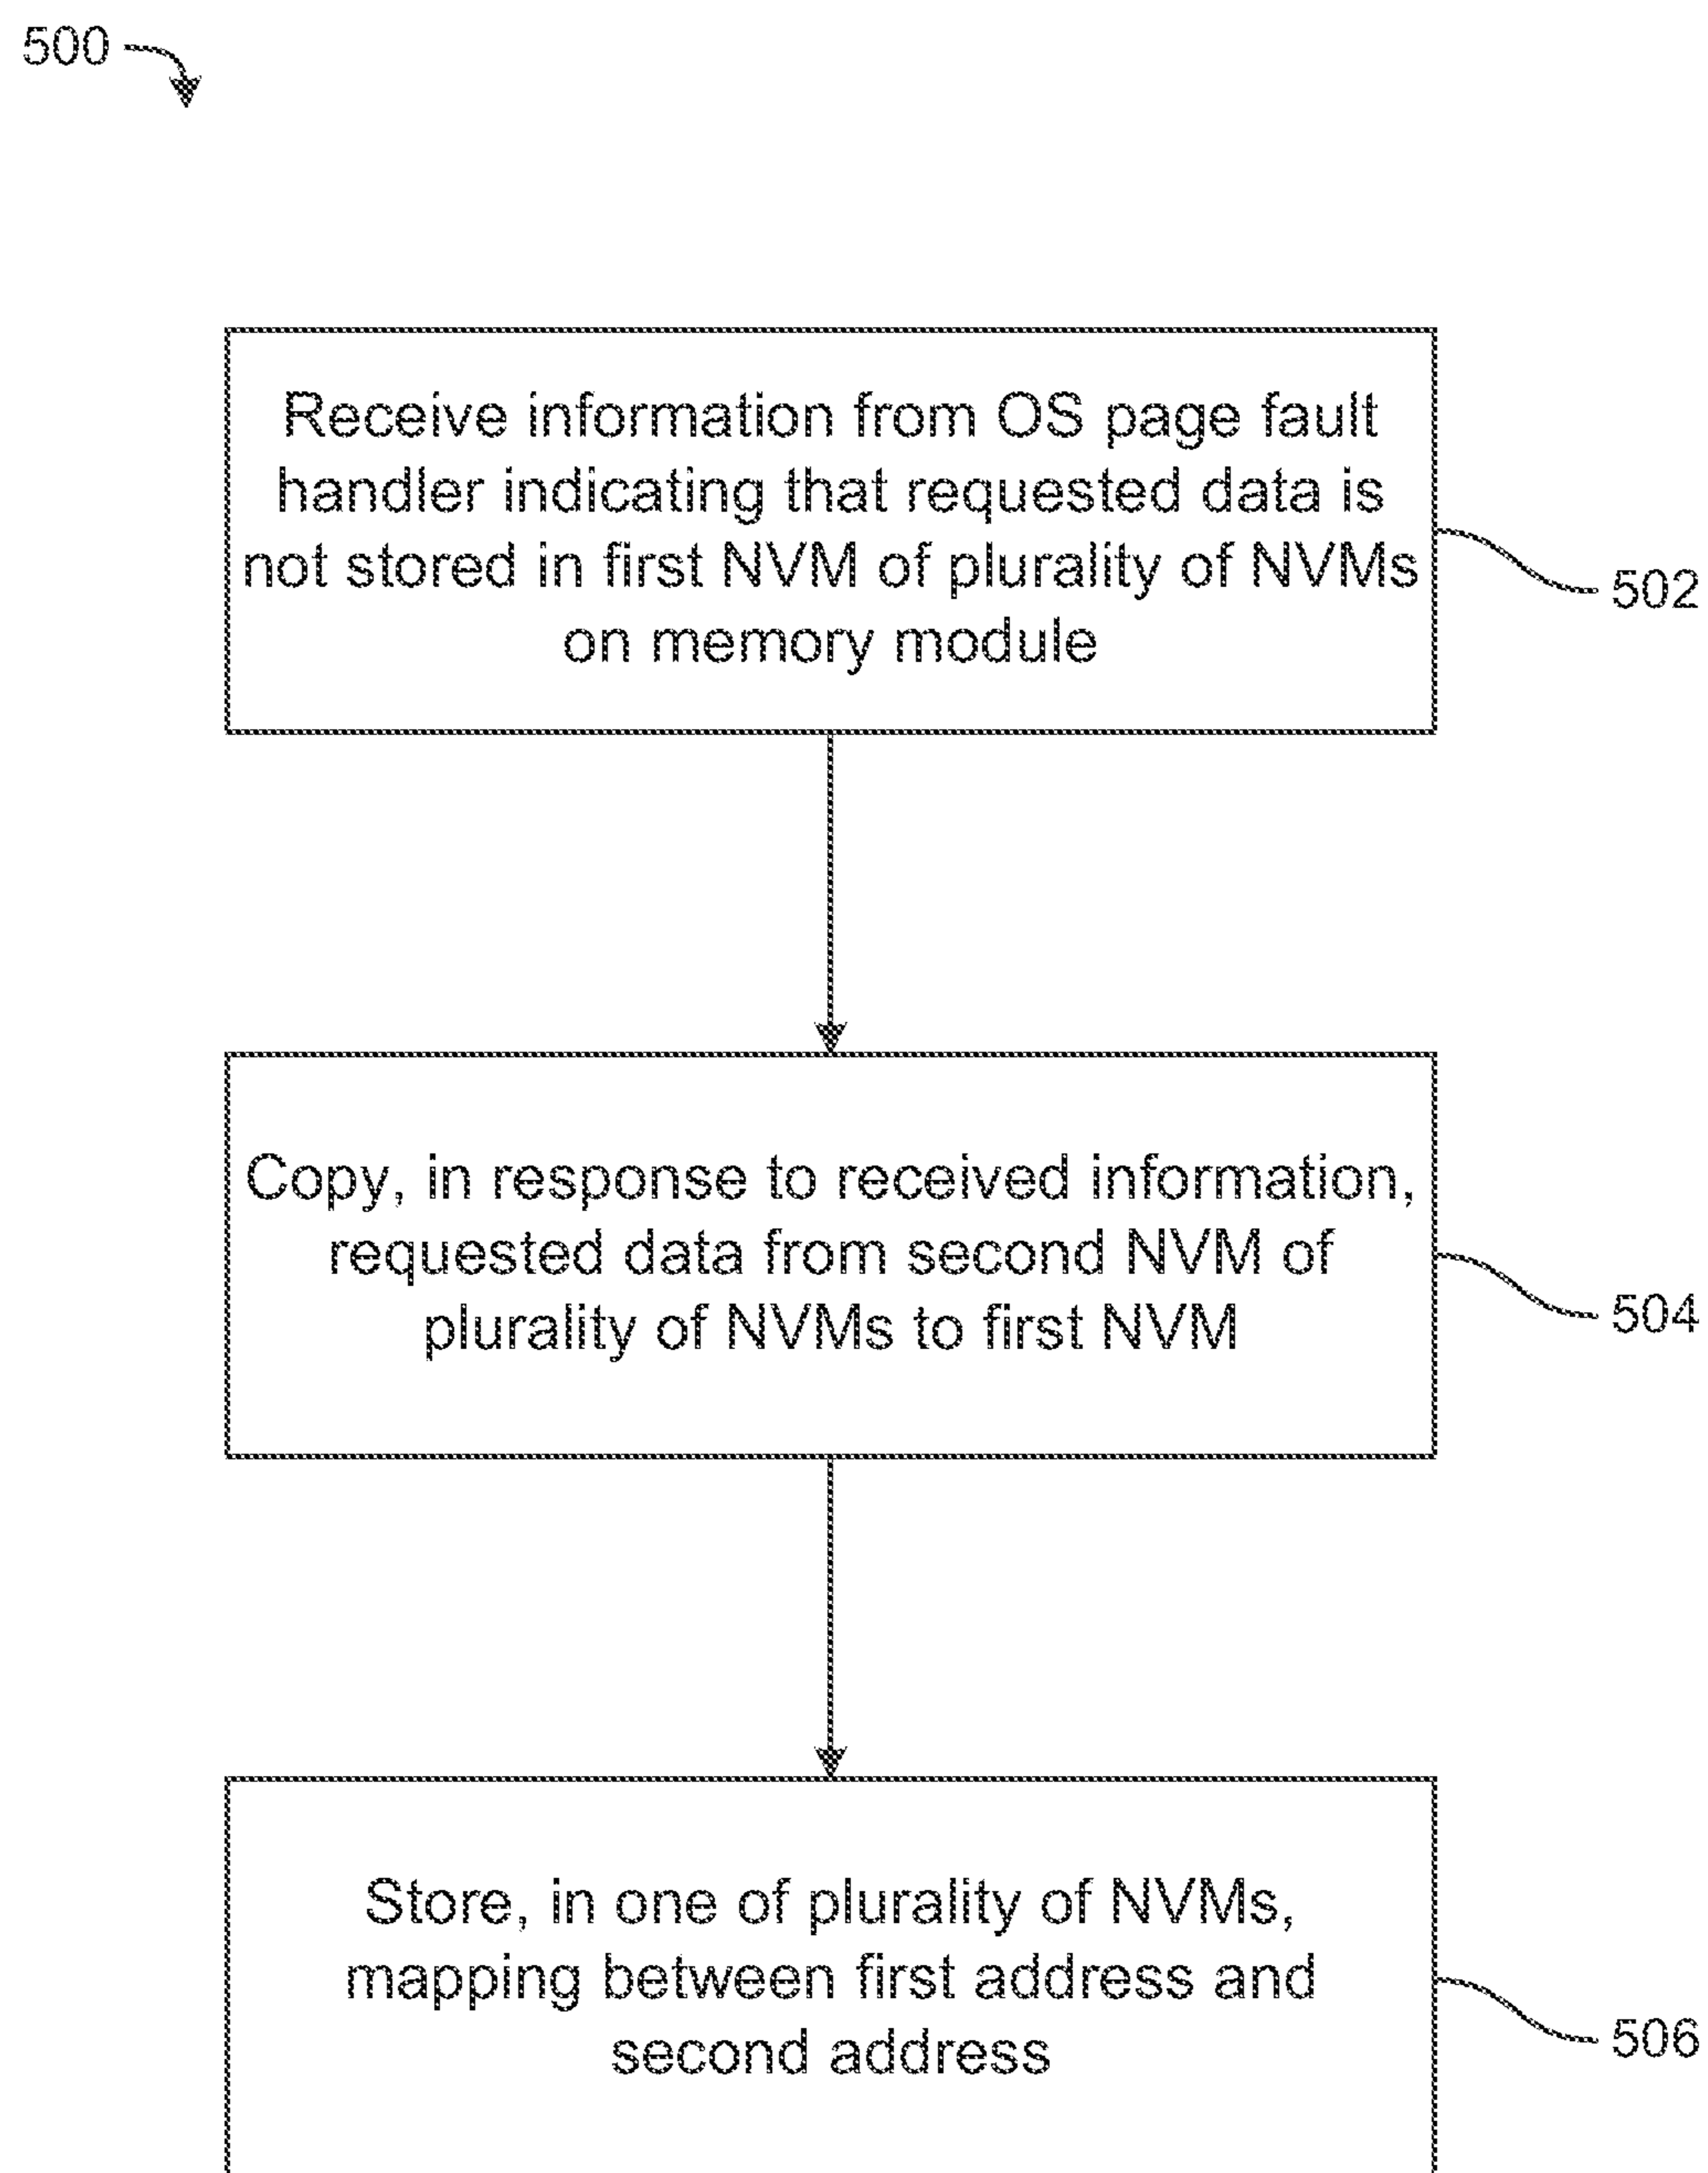 500
Receive information from OS page fault
handler indicating that requested data is
not stored in first NVM of plurality of NVMs
on memory module
502
Copy, in response to received information,
requested data from second NVM of
plurality of NVMs to first NVM
504
Store, in one of plurality of NVMs,
mapping between first address and
second address
506